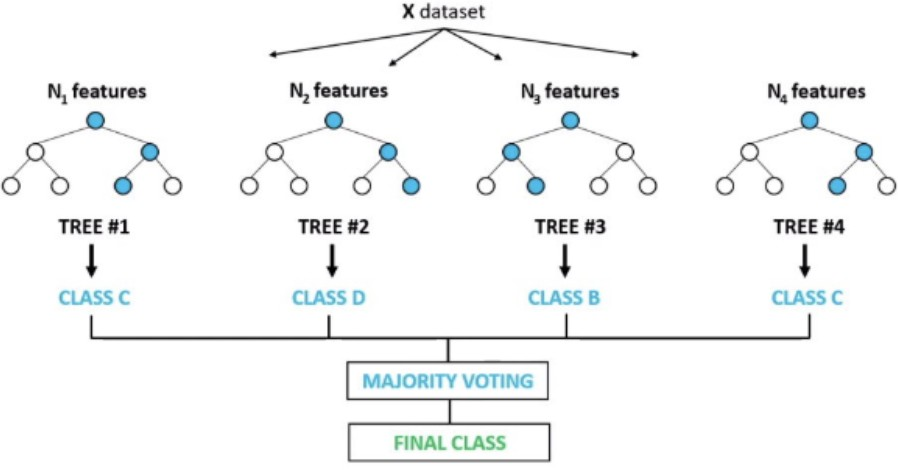 X dataset
N₁ features N₂ features N₃ features N₄ features
TREE #1 TREE #2 TREE #3 TREE #4
CLASS C CLASS D CLASS B CLASS C
MAJORITY VOTING
FINAL CLASS